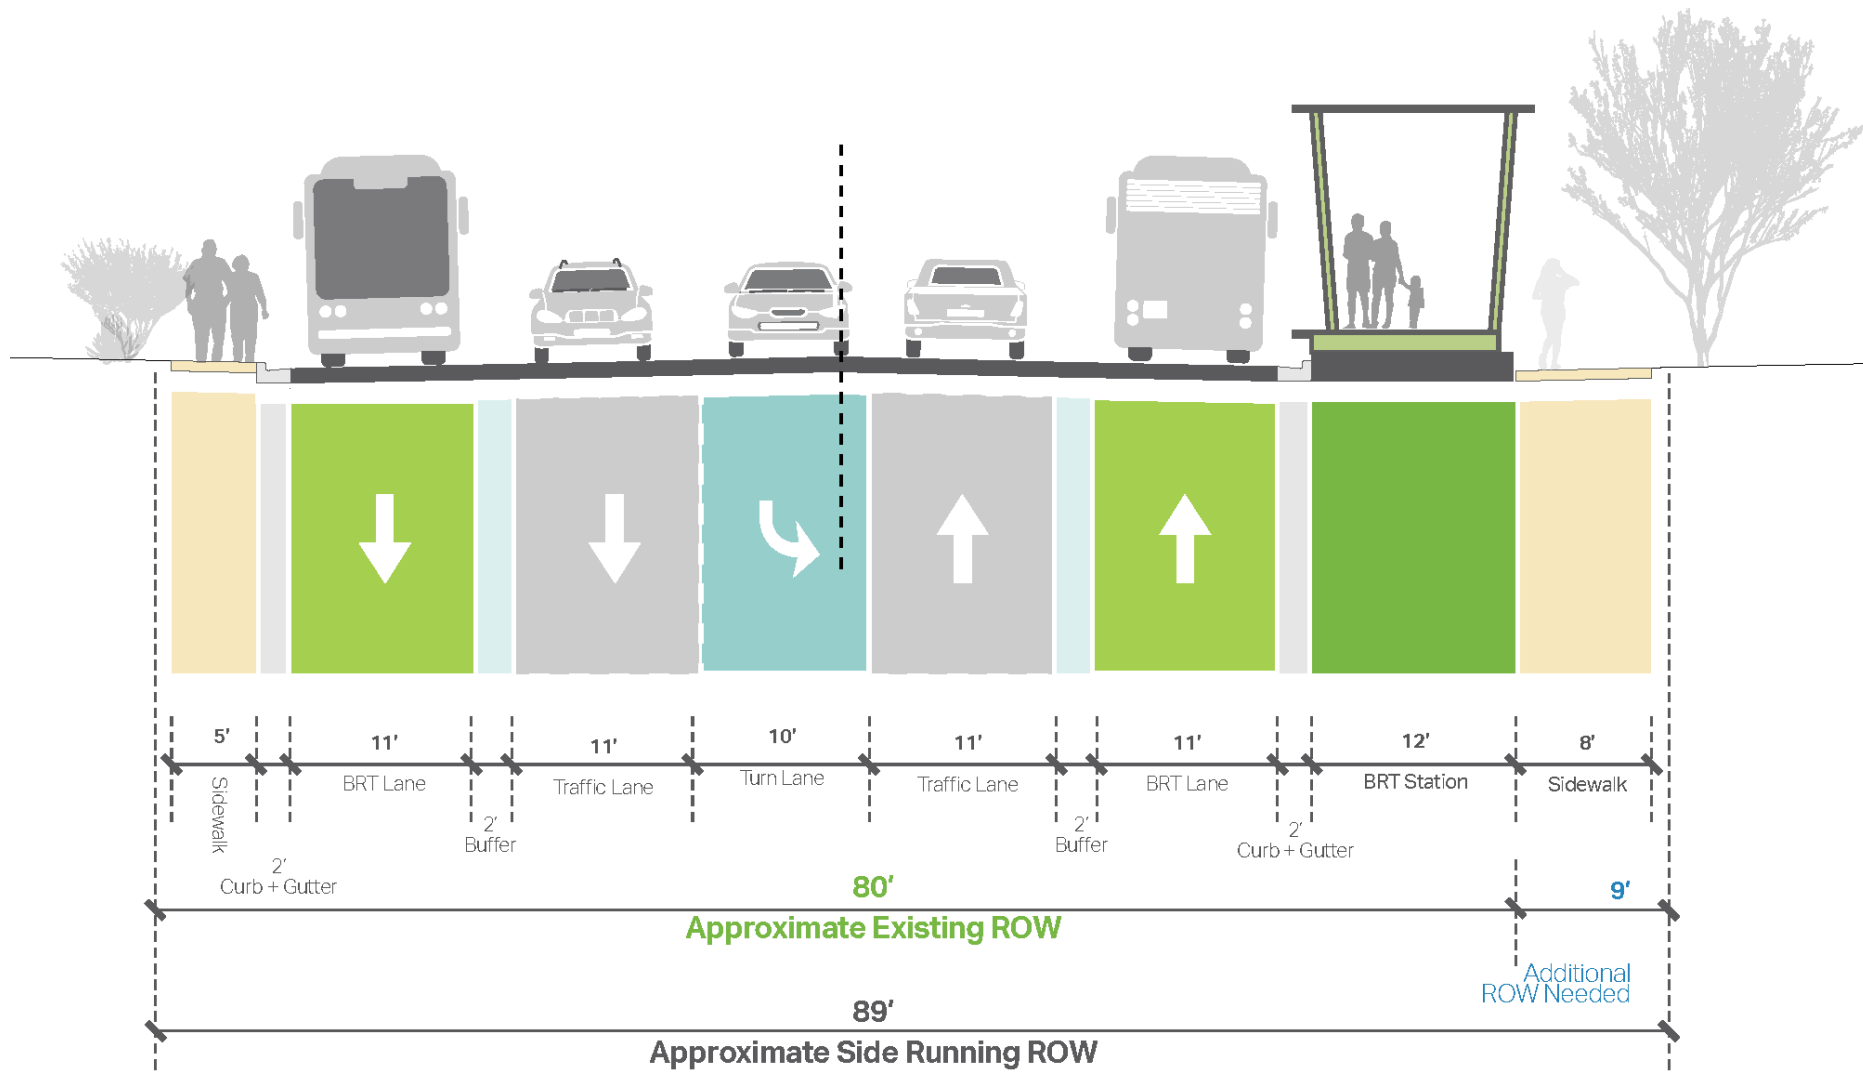 5’
11’
11’
10’
11’
11’
12’
8’
Sidewalk
BRT Lane
Traffic Lane
Turn Lane
Traffic Lane
BRT Lane
BRT Station
Sidewalk
2’
Curb + Gutter
2’
Buffer
2’
Buffer
2’
Curb + Gutter
80’
Approximate Existing ROW
9’
Additional
ROW Needed
89’
Approximate Side Running ROW